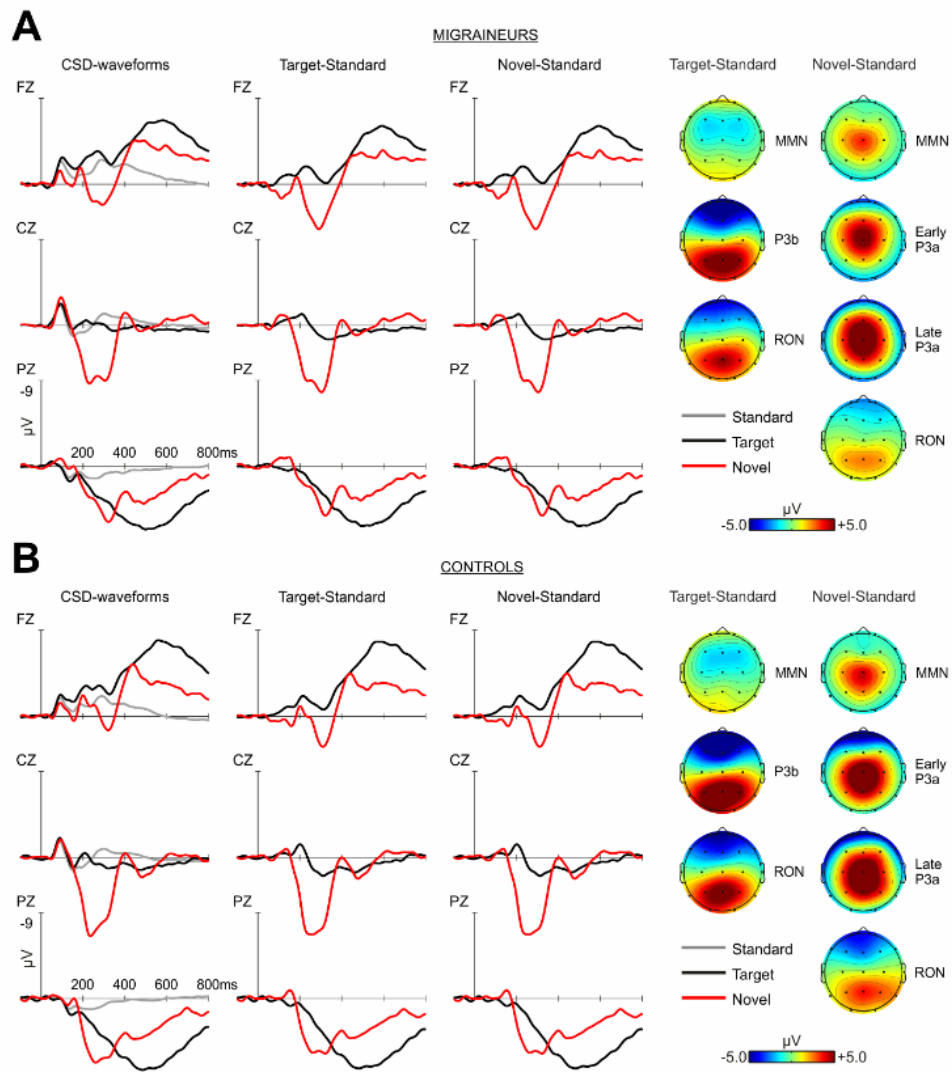 A
MIGRAINEURS
CSD-waveforms Target-Standard Novel-Standard Target-Standard Novel-Standard
FZ FZ FZ
MMN MMN
CZ CZ CZ
P3b Early P3a
RON Late P3a
PZ PZ PZ
-9
µV
200 400 800ms
Standard
Target
Novel
RON
µV
-5.0 +5.0
B
CONTROLS
CSD-waveforms Target-Standard Novel-Standard Target-Standard Novel-Standard
FZ FZ FZ
MMN MMN
CZ CZ CZ
P3b Early P3a
RON Late P3a
PZ PZ PZ
-9
µV
200 400 800ms
Standard
Target
Novel
RON
µV
-5.0 +5.0